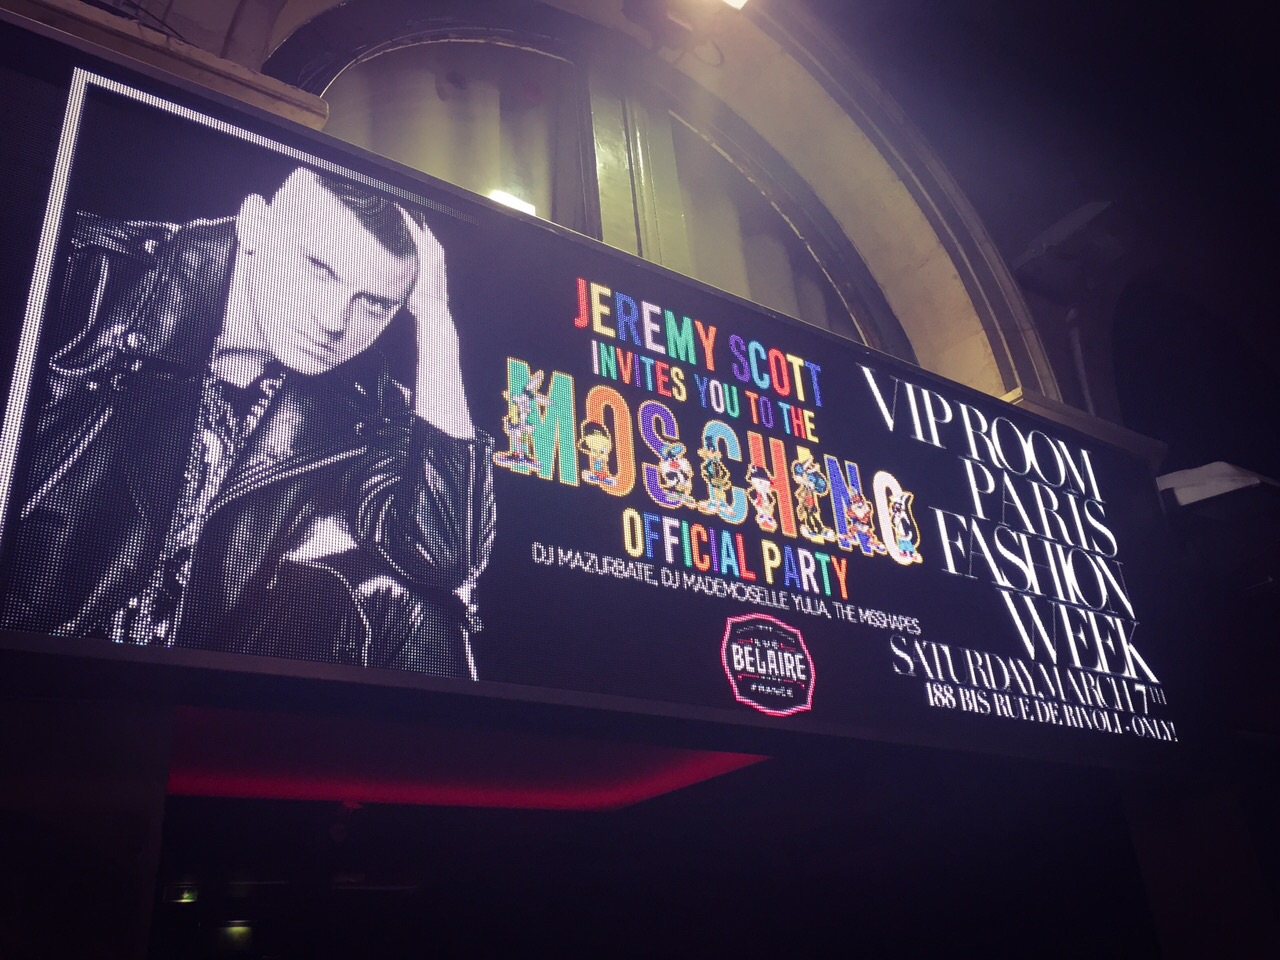 JEREMY SCOTT
INVITES YOU TO THE
MOSCHINO
OFFICIAL PARTY
DJ MAZURBATE, DJ MADEMOISELLE YULIA, THE MISSHAPES
BELAIRE
FRANCE
VIP ROOM
PARIS
FASHION
WEEK
SATURDAY, MARCH 7TH
188 BIS RUE DE RIVOLI - ONLY!